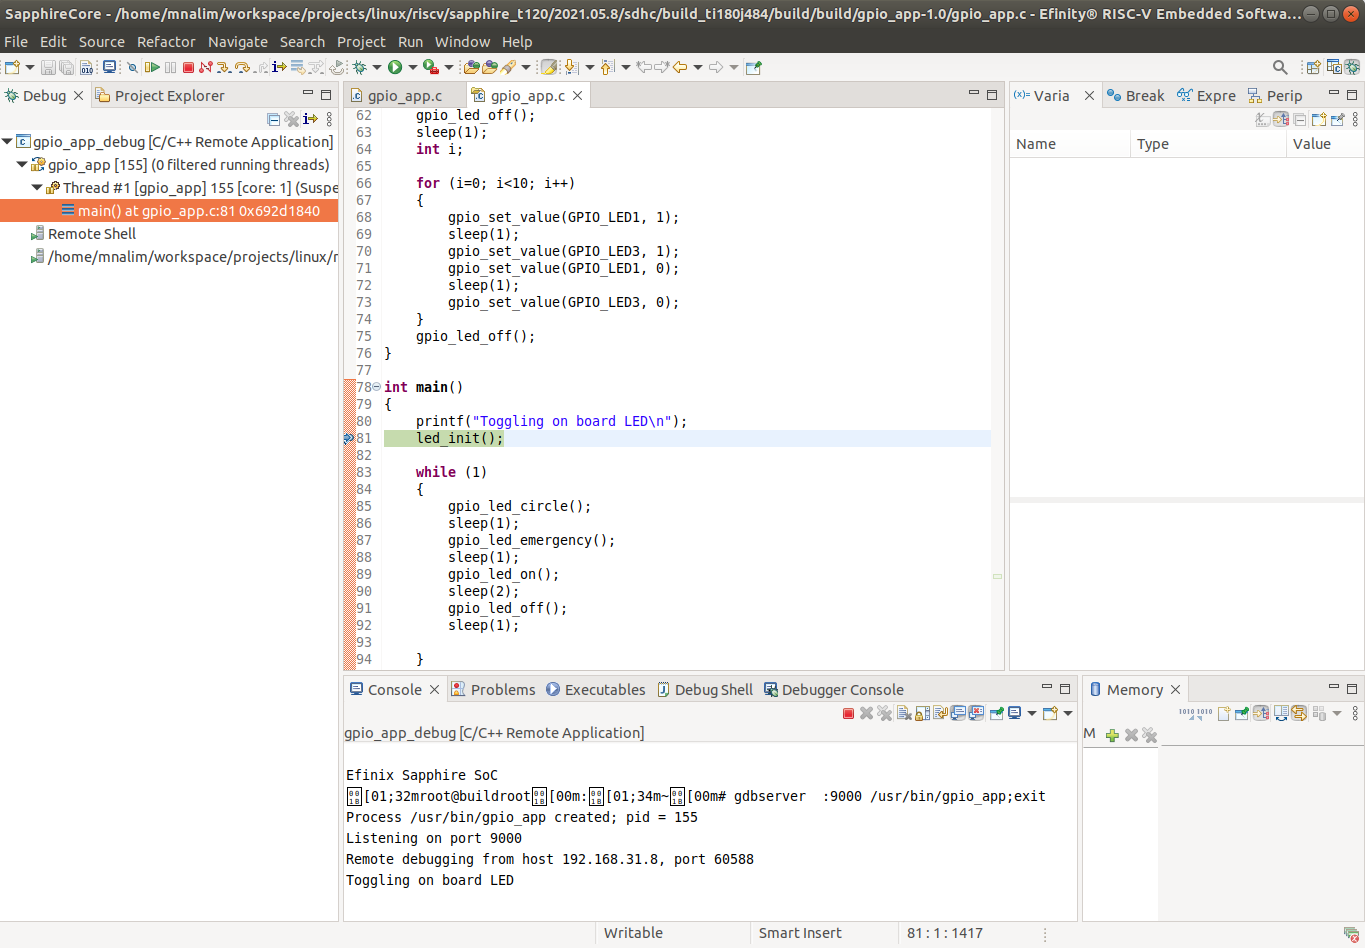 SapphireCore - /home/mnalim/workspace/projects/linux/riscv/sapphire_t120/2021.05.8/sdhc/build_ti180j484/build/build/gpio_app-1.0/gpio_app.c - Efinity® RISC-V Embedded Softwa...
File Edit Source Refactor Navigate Search Project Run Window Help
Debug Project Explorer
gpio_app_debug [C/C++ Remote Application]
gpio_app [155] (0 filtered running threads)
Thread #1 [gpio_app] 155 [core: 1] (Suspe
main() at gpio_app.c:81 0x692d1840
Remote Shell
/home/mnalim/workspace/projects/linux/r
gpio_app.c gpio_app.c
62 gpio_led_off();
63 sleep(1);
64 int i;
65
66 for (i=0; i<10; i++)
67 {
68 gpio_set_value(GPIO_LED1, 1);
69 sleep(1);
70 gpio_set_value(GPIO_LED3, 1);
71 gpio_set_value(GPIO_LED1, 0);
72 sleep(1);
73 gpio_set_value(GPIO_LED3, 0);
74 }
75 gpio_led_off();
76 }
77
78 int main()
79 {
80 printf("Toggling on board LED\n");
81 led_init();
82
83 while (1)
84 {
85 gpio_led_circle();
86 sleep(1);
87 gpio_led_emergency();
88 sleep(1);
89 gpio_led_on();
90 sleep(2);
91 gpio_led_off();
92 sleep(1);
93
94 }
(x)= Varia Break Expre Perip
Name Type Value
Console Problems Executables Debug Shell Debugger Console
gpio_app_debug [C/C++ Remote Application]
Efinix Sapphire SoC
[01;32mroot@buildroot[00m:[01;34m~[00m# gdbserver  :9000 /usr/bin/gpio_app;exit
Process /usr/bin/gpio_app created; pid = 155
Listening on port 9000
Remote debugging from host 192.168.31.8, port 60588
Toggling on board LED
Memory
1010 1010
M
Writable Smart Insert 81 : 1 : 1417